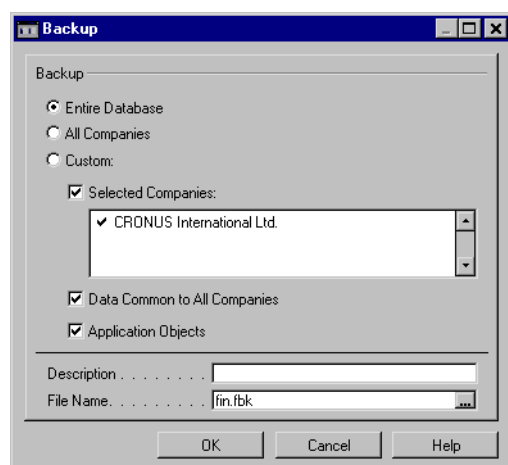 Backup
Backup
Entire Database
All Companies
Custom:
Selected Companies:
CRONUS International Ltd.
Data Common to All Companies
Application Objects
Description . . . . . . . .
File Name. . . . . . . . . fin.fbk ...
OK Cancel Help